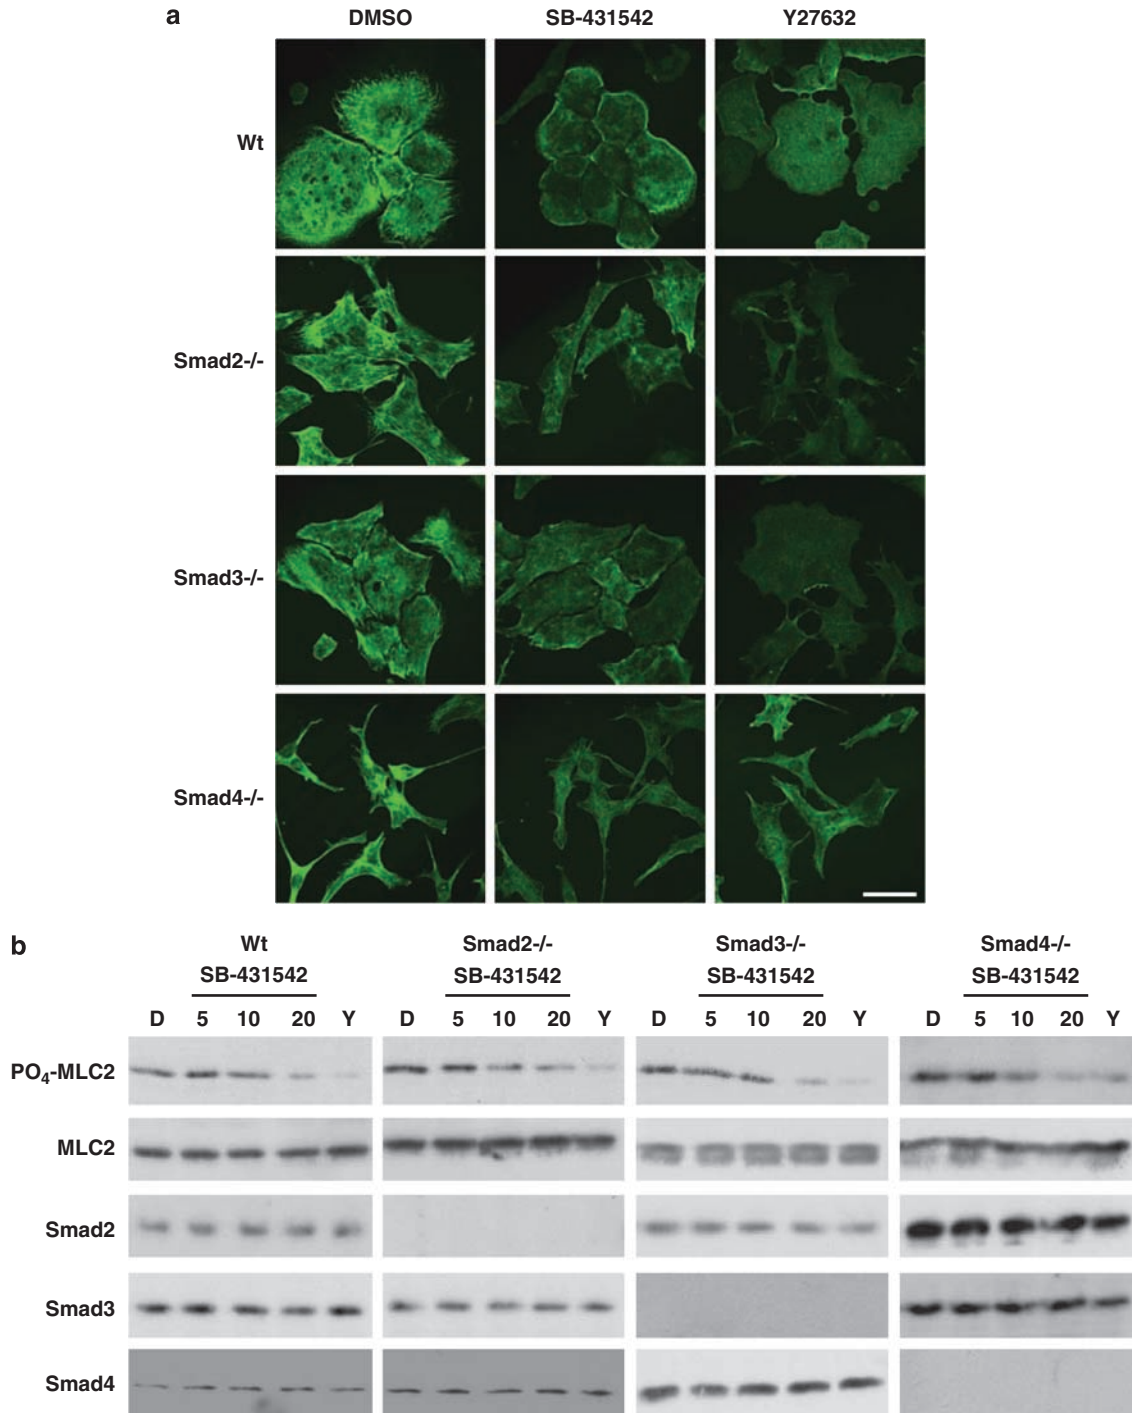 a
DMSO SB-431542 Y27632
Wt
Smad2-/-
Smad3-/-
Smad4-/-
b
Wt Smad2-/- Smad3-/- Smad4-/-
SB-431542 SB-431542 SB-431542 SB-431542
D 5 10 20 Y D 5 10 20 Y D 5 10 20 Y D 5 10 20 Y
PO₄-MLC2
MLC2
Smad2
Smad3
Smad4